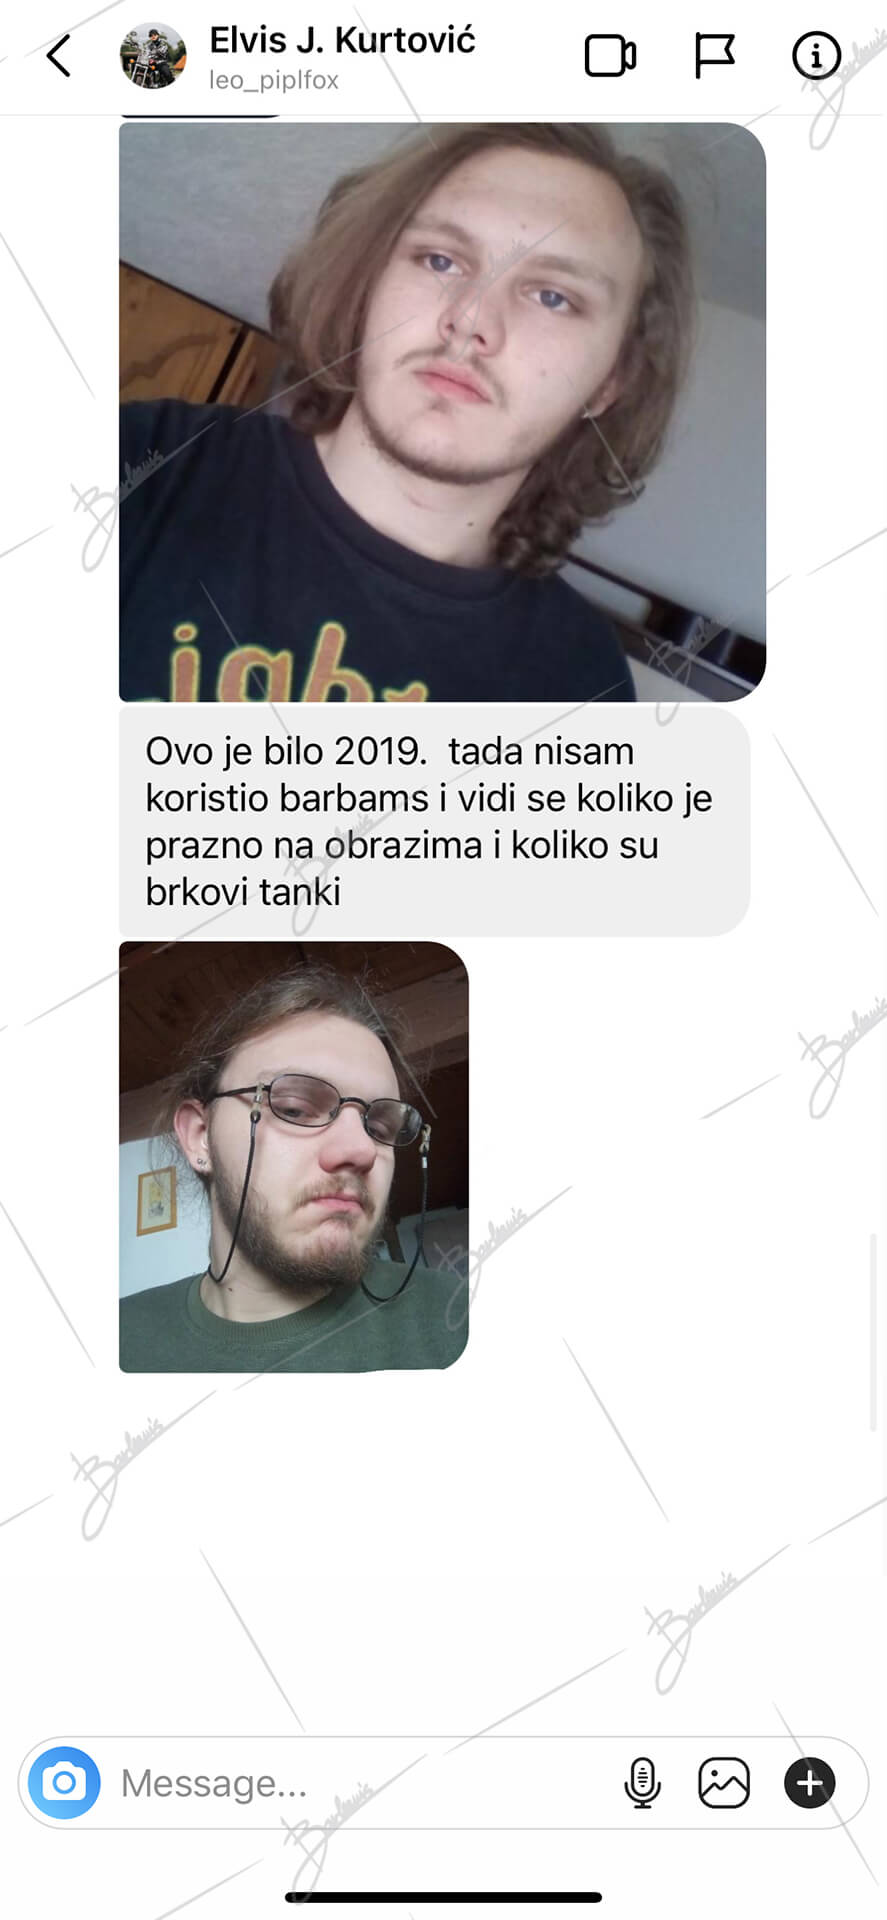 Elvis J. Kurtović
leo_piplfox
Ovo je bilo 2019.  tada nisam
koristio barbams i vidi se koliko je
prazno na obrazima i koliko su
brkovi tanki
Message...